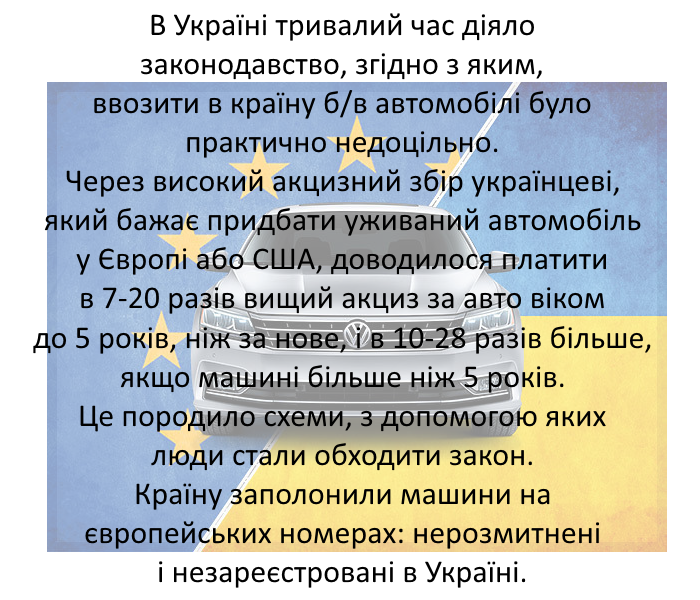 В Україні тривалий час діяло
законодавство, згідно з яким,
ввозити в країну б/в автомобілі було
практично недоцільно.
Через високий акцизний збір українцеві,
який бажає придбати уживаний автомобіль
у Європі або США, доводилося платити
в 7-20 разів вищий акциз за авто віком
до 5 років, ніж за нове, і в 10-28 разів більше,
якщо машині більше ніж 5 років.
Це породило схеми, з допомогою яких
люди стали обходити закон.
Країну заполонили машини на
європейських номерах: нерозмитнені
і незареєстровані в Україні.